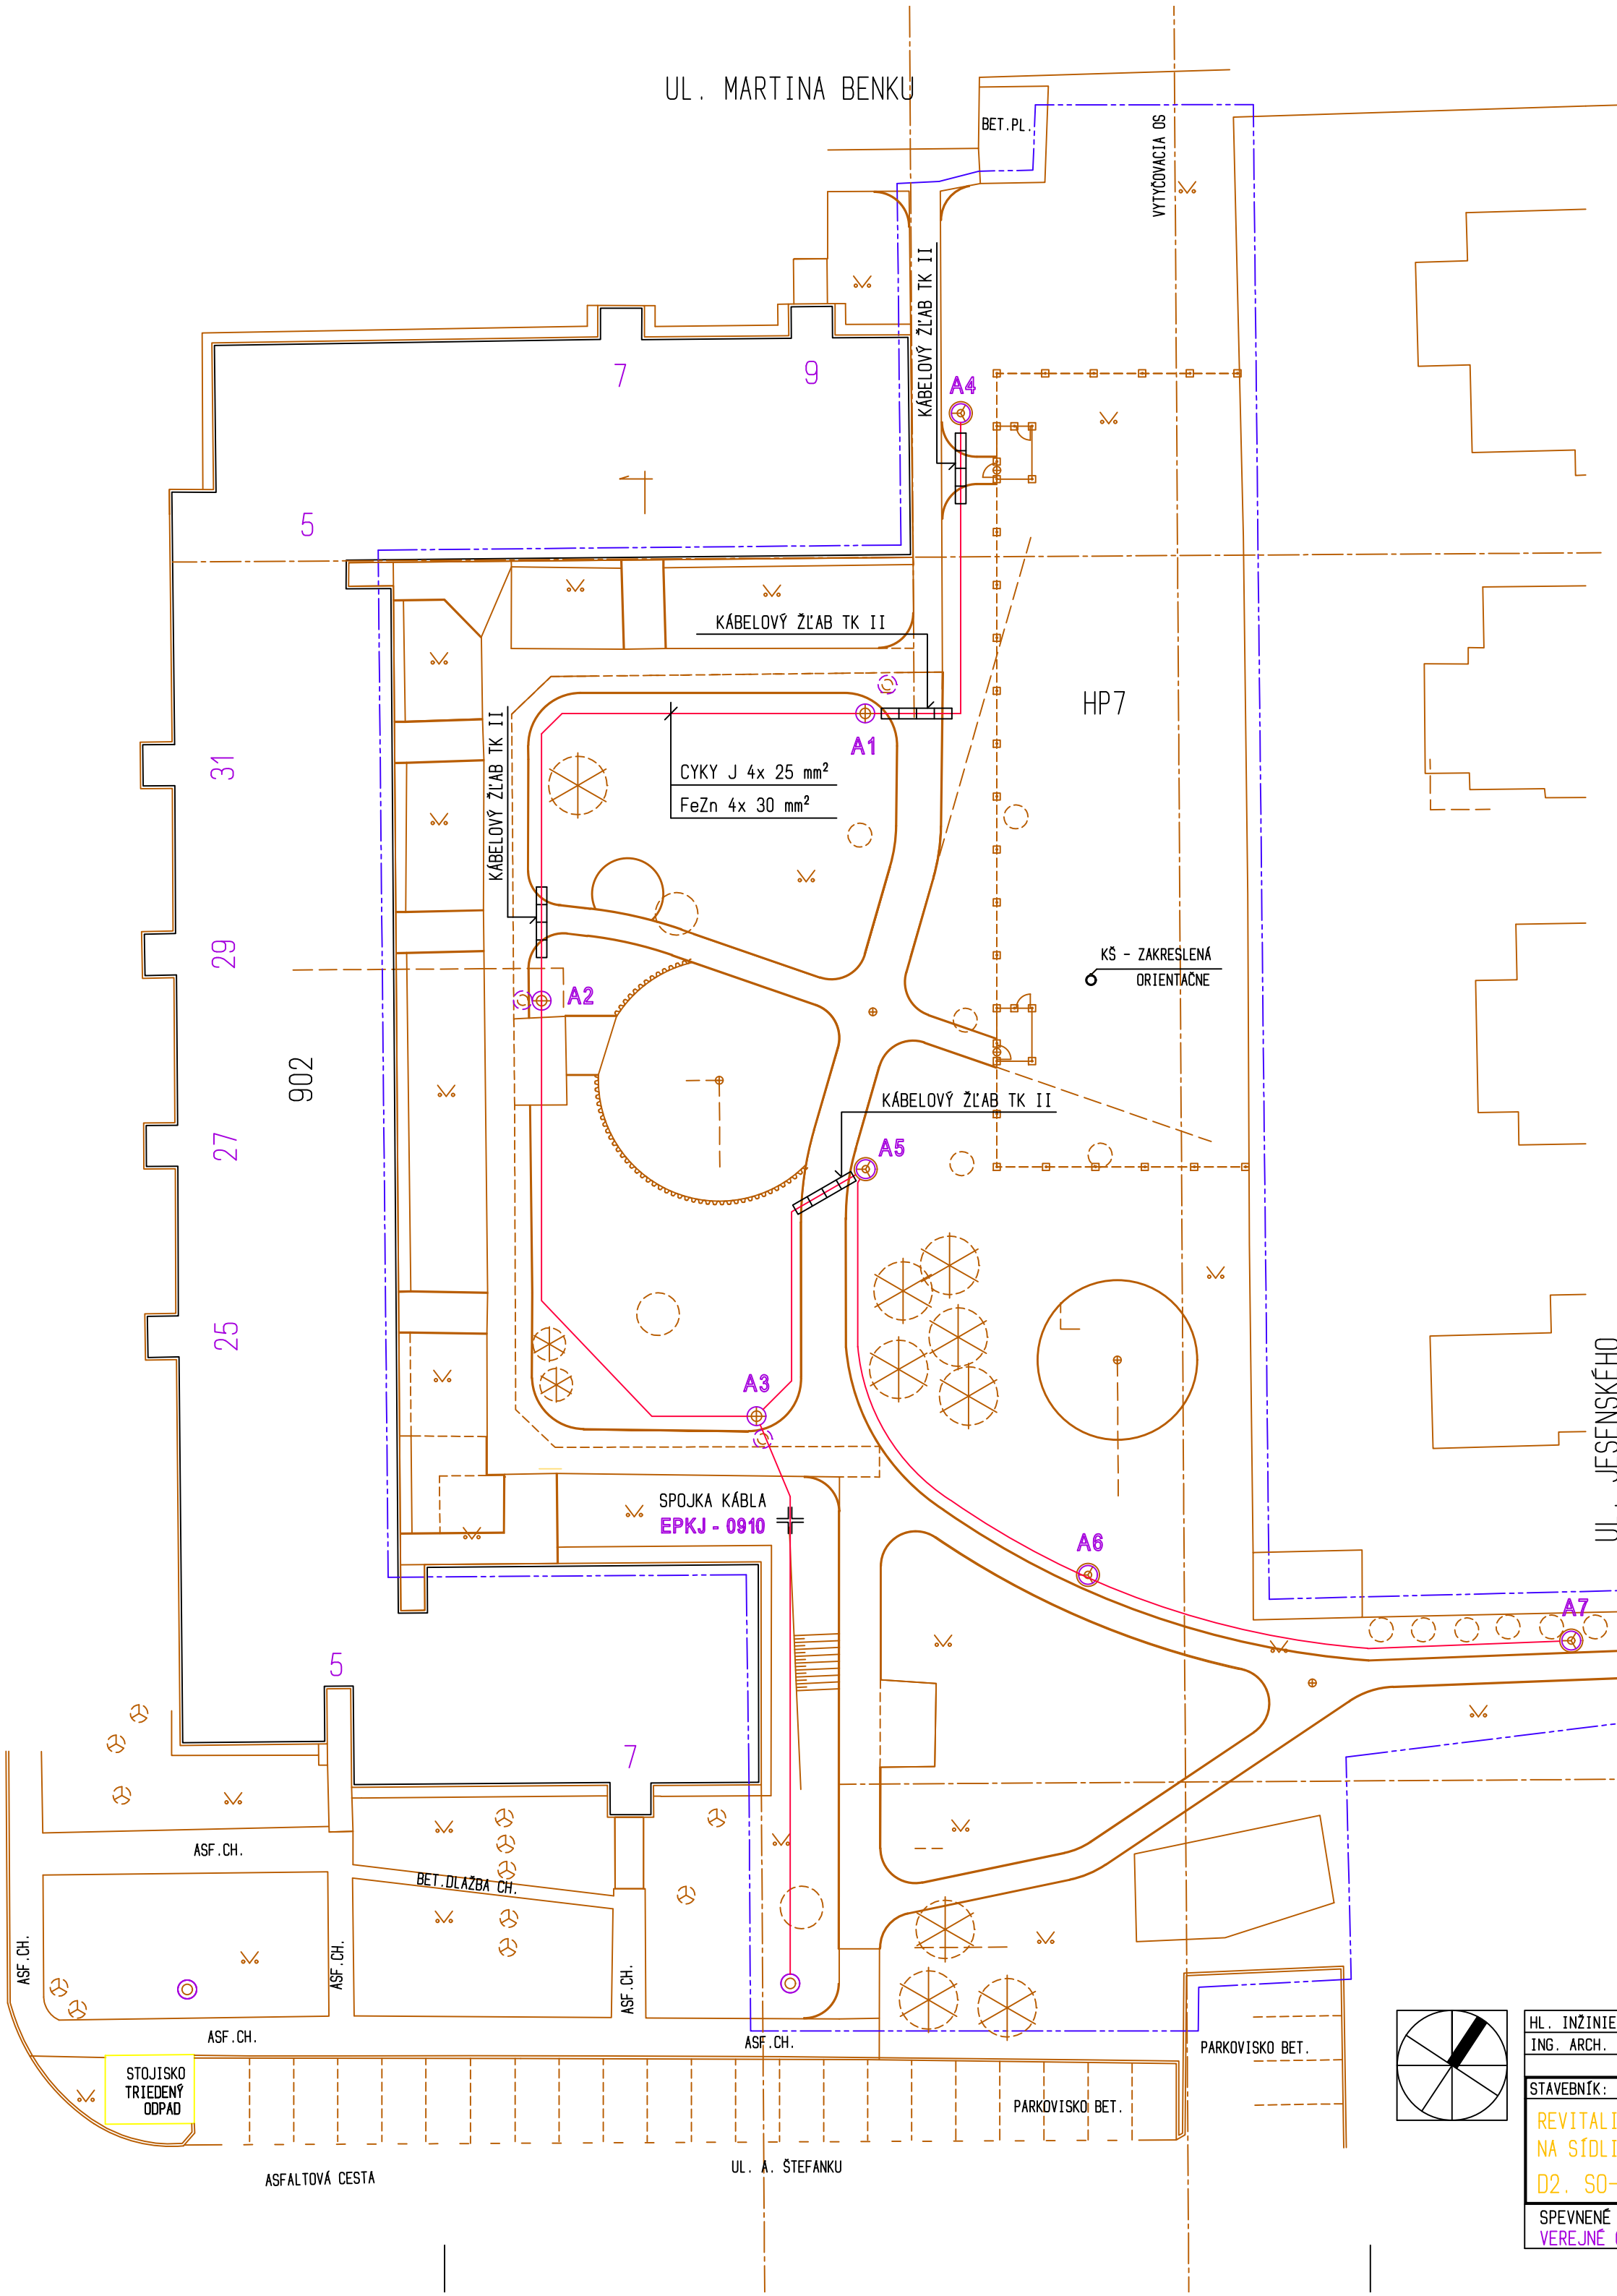 UL. MARTINA BENKU
BET.PL.
VYTYČOVACIA OS
KÁBELOVÝ ŽĽAB TK II
7
9
A4
5
KÁBELOVÝ ŽĽAB TK II
HP7
KÁBELOVÝ ŽĽAB TK II
A1
31
CYKY J 4x 25 mm²
FeZn 4x 30 mm²
29
KŠ - ZAKRESLENÁ
ORIENTAČNE
A2
902
KÁBELOVÝ ŽĽAB TK II
27
A5
25
A3
UL. JESENSKÉHO
SPOJKA KÁBLA
EPKJ - 0910
A6
A7
5
7
ASF.CH.
BET.DLAŽBA CH.
ASF.CH.
ASF.CH.
ASF.CH.
ASF.CH.
ASF.CH.
PARKOVISKO BET.
STOJISKO
TRIEDENÝ
ODPAD
PARKOVISKO BET.
UL. A. ŠTEFANKU
ASFALTOVÁ CESTA
HL. INŽINIE
ING. ARCH.
STAVEBNÍK:
REVITALI
NA SÍDLI
D2. SO-
SPEVNENÉ
VEREJNÉ